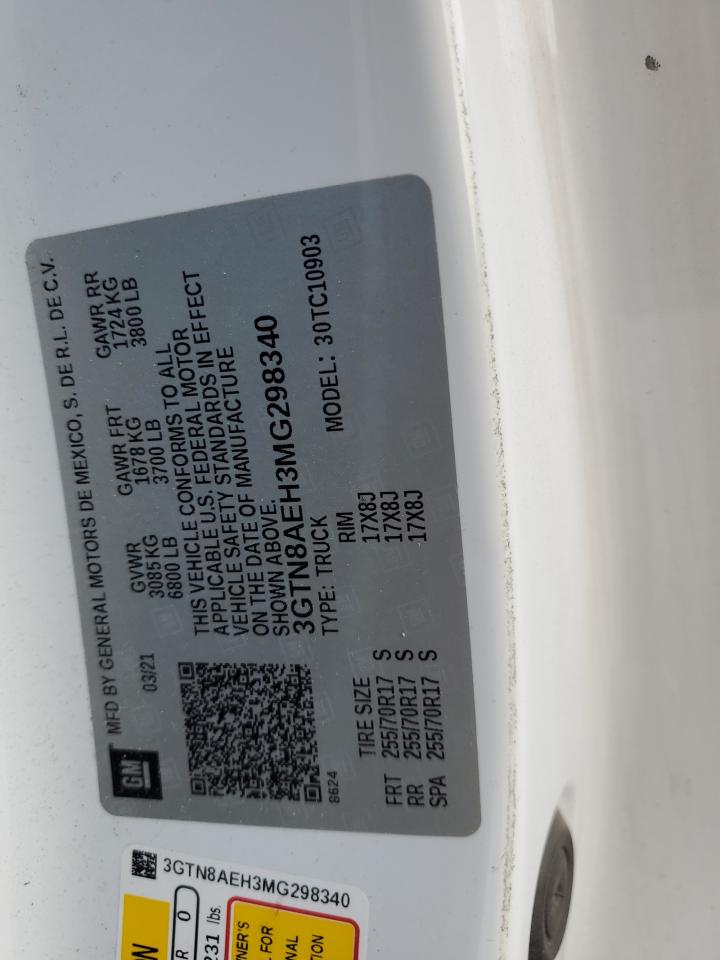 GM
MFD BY GENERAL MOTORS DE MEXICO, S. DE R.L. DE C.V.
03/21 GVWR GAWR FRT GAWR RR
3085 KG 1678 KG 1724 KG
6800 LB 3700 LB 3800 LB
THIS VEHICLE CONFORMS TO ALL
APPLICABLE U.S. FEDERAL MOTOR
VEHICLE SAFETY STANDARDS IN EFFECT
ON THE DATE OF MANUFACTURE
SHOWN ABOVE.
3GTN8AEH3MG298340
TYPE: TRUCK MODEL: 30TC10903
8624
TIRE SIZE RIM
FRT 255/70R17 S 17X8J
RR 255/70R17 S 17X8J
SPA 255/70R17 S 17X8J
3GTN8AEH3MG298340
R 0
231 lbs.